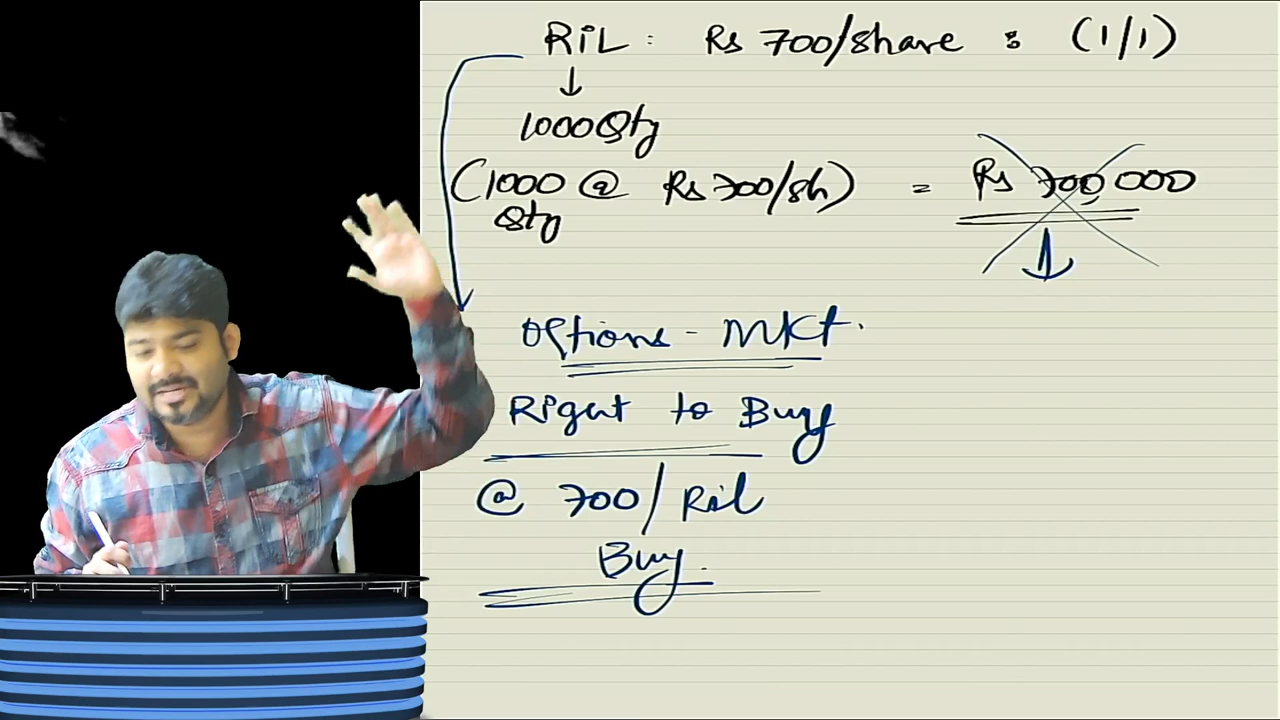 RiL : Rs 700/share : (1/1)
1000 Qty
(1000 @ Rs 700/sh) = Rs 700,000
Qty
Options - Mkt.
Right to Buy
@ 700/Ril
Buy.